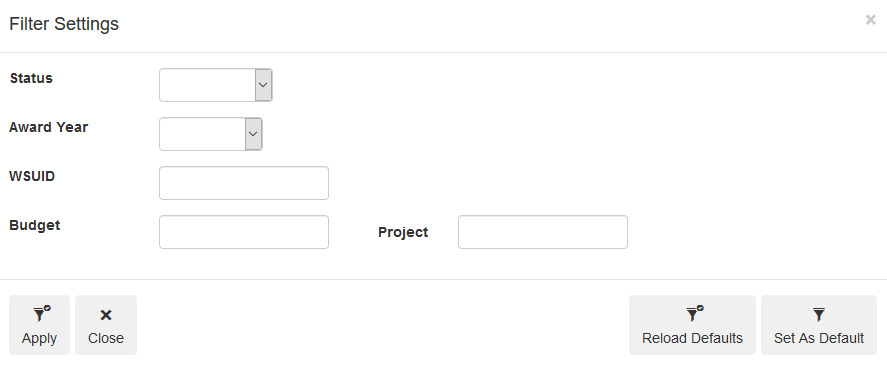 Filter Settings
×
Status
Award Year
WSUID
Budget
Project
Apply
Close
Reload Defaults
Set As Default